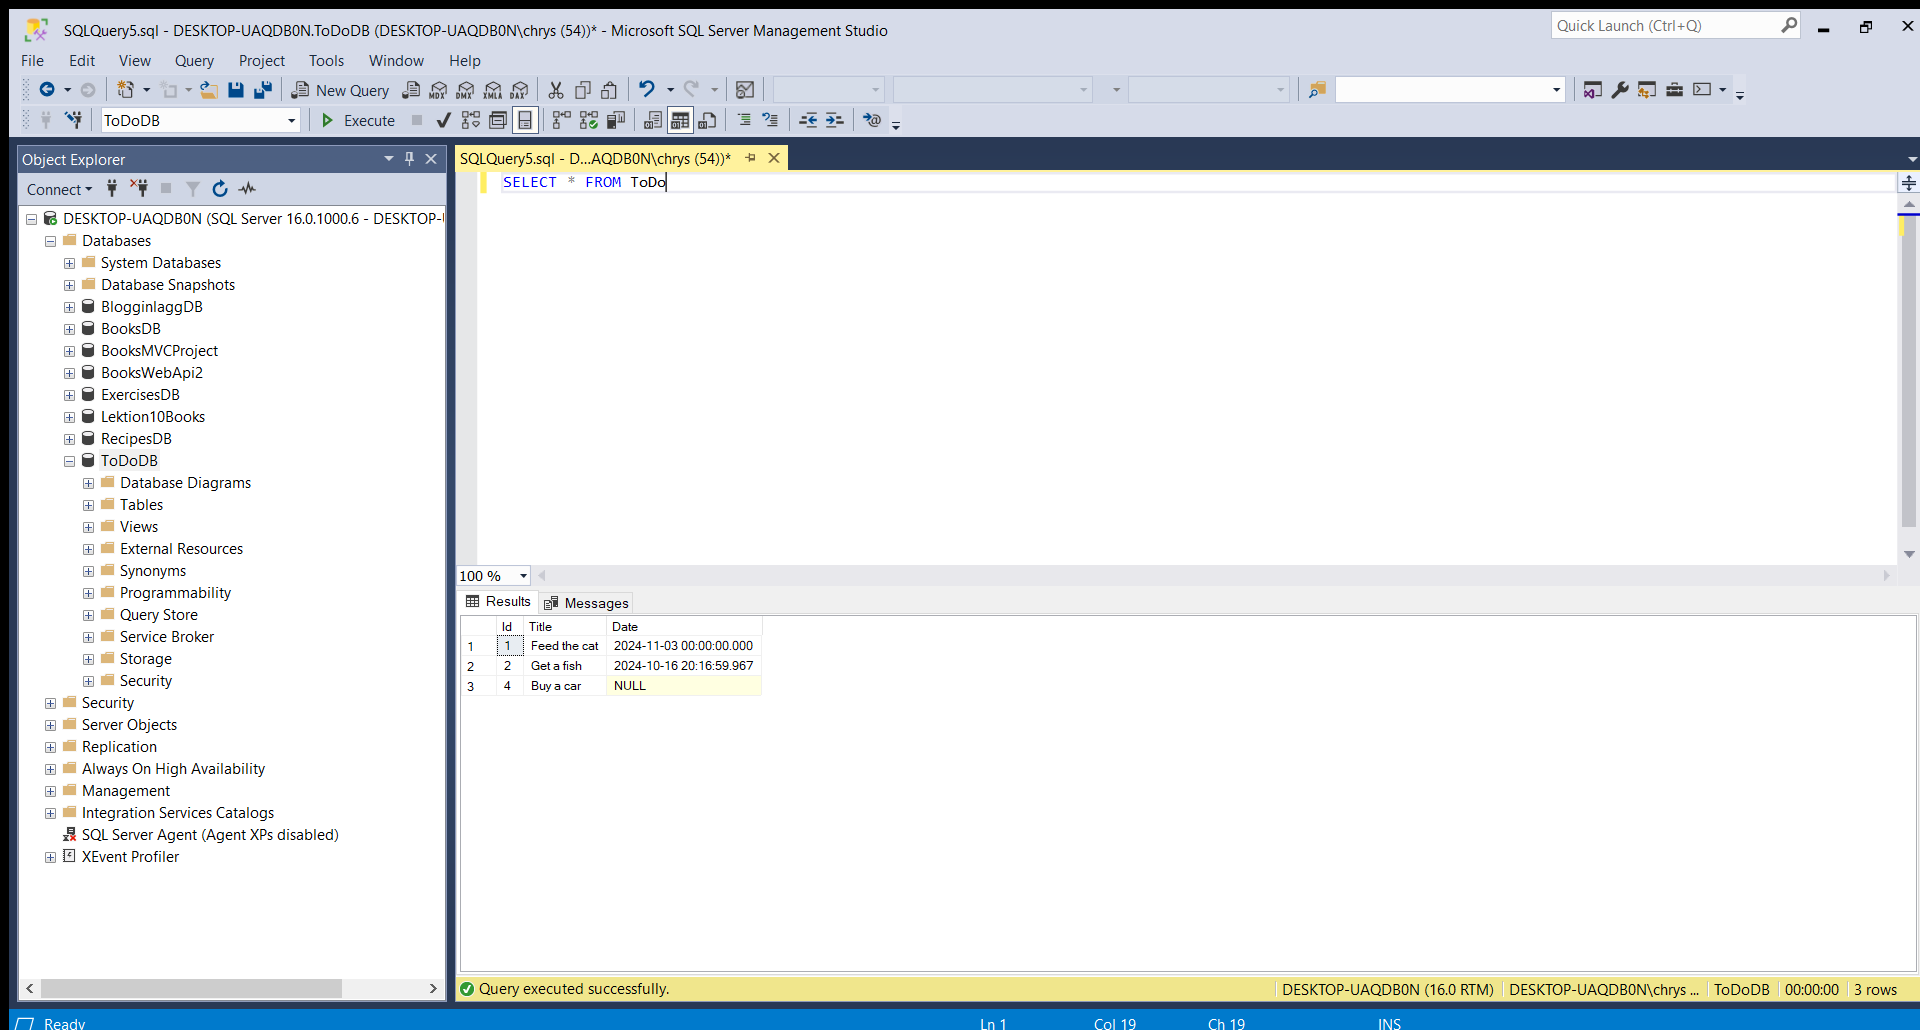 SQLQuery5.sql - DESKTOP-UAQDB0N.ToDoDB (DESKTOP-UAQDB0N\chrys (54))* - Microsoft SQL Server Management Studio
Quick Launch (Ctrl+Q)
File Edit View Query Project Tools Window Help
New Query MDX DMX XMLA DAX
ToDoDB Execute
Object Explorer
Connect
DESKTOP-UAQDB0N (SQL Server 16.0.1000.6 - DESKTOP-U
Databases
System Databases
Database Snapshots
BlogginlaggDB
BooksDB
BooksMVCProject
BooksWebApi2
ExercisesDB
Lektion10Books
RecipesDB
ToDoDB
Database Diagrams
Tables
Views
External Resources
Synonyms
Programmability
Query Store
Service Broker
Storage
Security
Security
Server Objects
Replication
Always On High Availability
Management
Integration Services Catalogs
SQL Server Agent (Agent XPs disabled)
XEvent Profiler
SQLQuery5.sql - D...AQDB0N\chrys (54))*
SELECT * FROM ToDo
100 %
Results Messages
Id Title Date
1 1 Feed the cat 2024-11-03 00:00:00.000
2 2 Get a fish 2024-10-16 20:16:59.967
3 4 Buy a car NULL
Query executed successfully. DESKTOP-UAQDB0N (16.0 RTM) DESKTOP-UAQDB0N\chrys ... ToDoDB 00:00:00 3 rows
Ready Ln 1 Col 19 Ch 19 INS